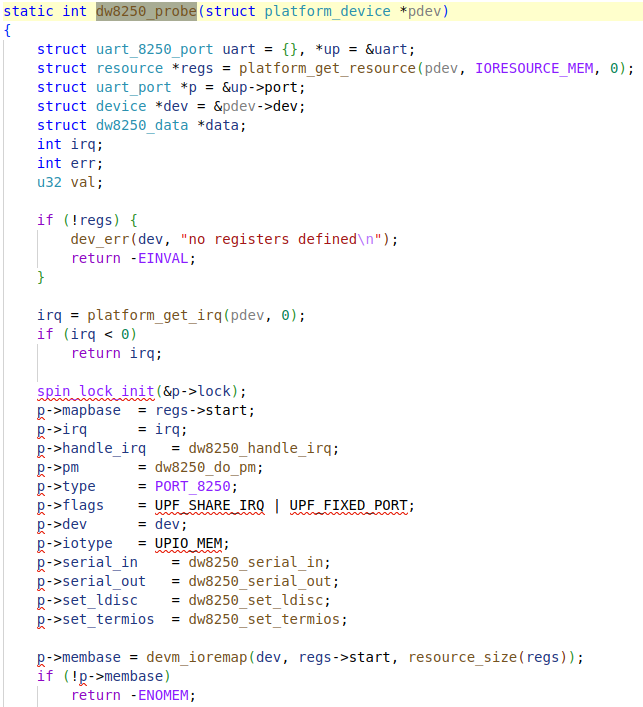 static int dw8250_probe(struct platform_device *pdev)
{
    struct uart_8250_port uart = {}, *up = &uart;
    struct resource *regs = platform_get_resource(pdev, IORESOURCE_MEM, 0);
    struct uart_port *p = &up->port;
    struct device *dev = &pdev->dev;
    struct dw8250_data *data;
    int irq;
    int err;
    u32 val;

    if (!regs) {
        dev_err(dev, "no registers defined\n");
        return -EINVAL;
    }

    irq = platform_get_irq(pdev, 0);
    if (irq < 0)
        return irq;

    spin_lock_init(&p->lock);
    p->mapbase  = regs->start;
    p->irq      = irq;
    p->handle_irq   = dw8250_handle_irq;
    p->pm       = dw8250_do_pm;
    p->type     = PORT_8250;
    p->flags    = UPF_SHARE_IRQ | UPF_FIXED_PORT;
    p->dev      = dev;
    p->iotype   = UPIO_MEM;
    p->serial_in    = dw8250_serial_in;
    p->serial_out   = dw8250_serial_out;
    p->set_ldisc    = dw8250_set_ldisc;
    p->set_termios  = dw8250_set_termios;

    p->membase = devm_ioremap(dev, regs->start, resource_size(regs));
    if (!p->membase)
        return -ENOMEM;